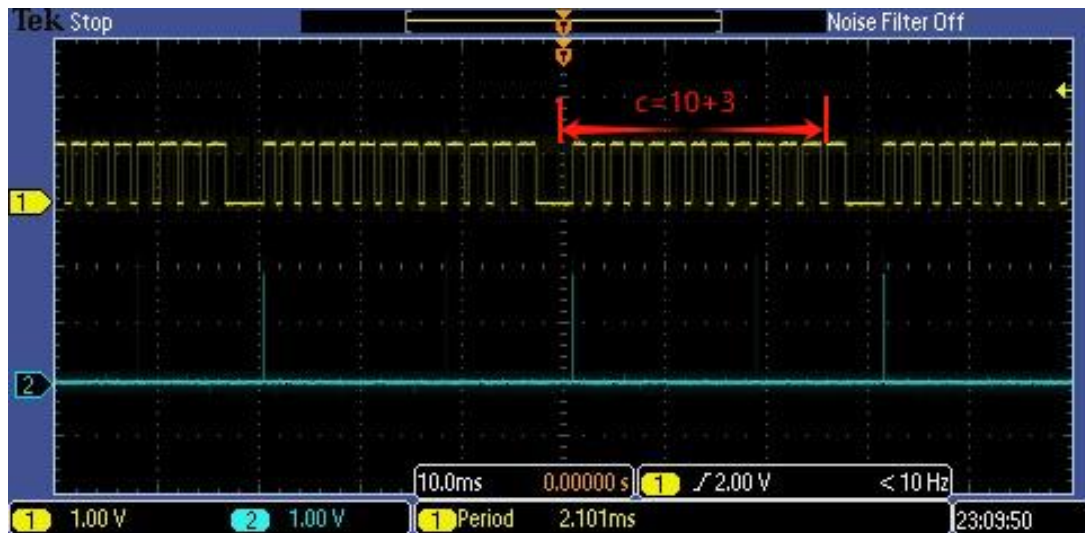 Tek Stop
Noise Filter Off
T
T
c=10+3
1
2
10.0ms 0.00000 s
1 2.00 V < 10 Hz
1 1.00 V
2 1.00 V
1 Period 2.101ms
23:09:50